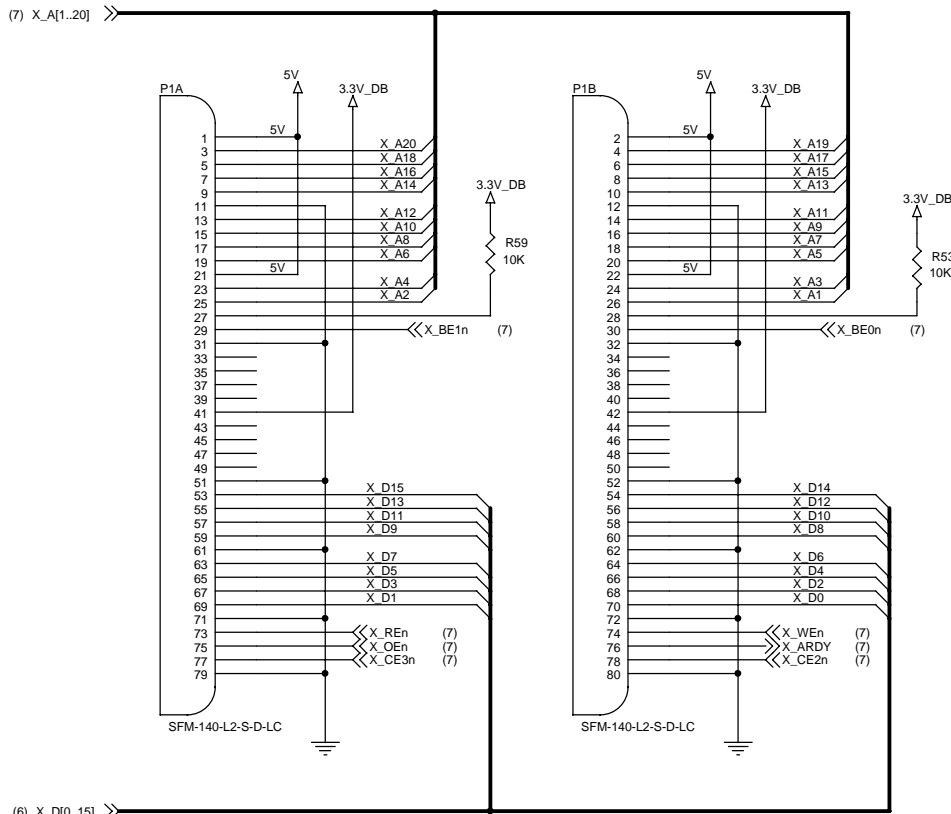 (7) X_A[1..20]
5V 3.3V_DB 5V 3.3V_DB
P1A P1B
1 5V 2 5V
3 X_A20 4 X_A19
5 X_A18 6 X_A17
7 X_A16 8 X_A15
9 X_A14 10 X_A13
3.3V_DB 3.3V_DB
11 12
13 X_A12 14 X_A11
15 X_A10 16 X_A9
17 X_A8 18 X_A7
19 X_A6 20 X_A5
R59 R53
10K 10K
21 5V 22 5V
23 X_A4 24 X_A3
25 X_A2 26 X_A1
27 28
29 X_BE1n (7) 30 X_BE0n (7)
31 32
33 34
35 36
37 38
39 40
41 42
43 44
45 46
47 48
49 50
51 52
53 X_D15 54 X_D14
55 X_D13 56 X_D12
57 X_D11 58 X_D10
59 X_D9 60 X_D8
61 62
63 X_D7 64 X_D6
65 X_D5 66 X_D4
67 X_D3 68 X_D2
69 X_D1 70 X_D0
71 72
73 X_REn (7) 74 X_WEn (7)
75 X_OEn (7) 76 X_ARDY (7)
77 X_CE3n (7) 78 X_CE2n (7)
79 80
SFM-140-L2-S-D-LC SFM-140-L2-S-D-LC
(6) X_D[0..15]